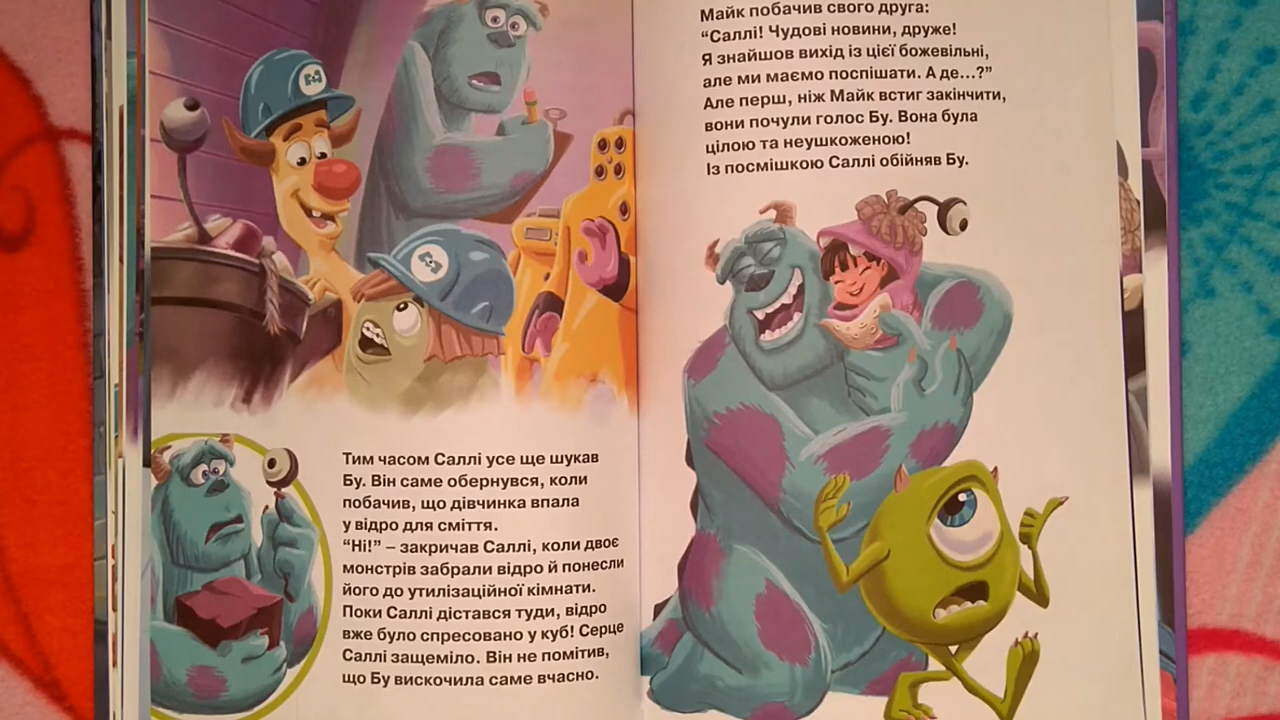 Тим часом Саллі усе ще шукав
Бу. Він саме обернувся, коли
побачив, що дівчинка впала
у відро для сміття.
“Ні!” – закричав Саллі, коли двоє
монстрів забрали відро й понесли
його до утилізаційної кімнати.
Поки Саллі дістався туди, відро
вже було спресовано у куб! Серце
Саллі защеміло. Він не помітив,
що Бу вискочила саме вчасно.
Майк побачив свого друга:
“Саллі! Чудові новини, друже!
Я знайшов вихід із цієї божевільні,
але ми маємо поспішати. А де...?”
Але перш, ніж Майк встиг закінчити,
вони почули голос Бу. Вона була
цілою та неушкоженою!
Із посмішкою Саллі обійняв Бу.